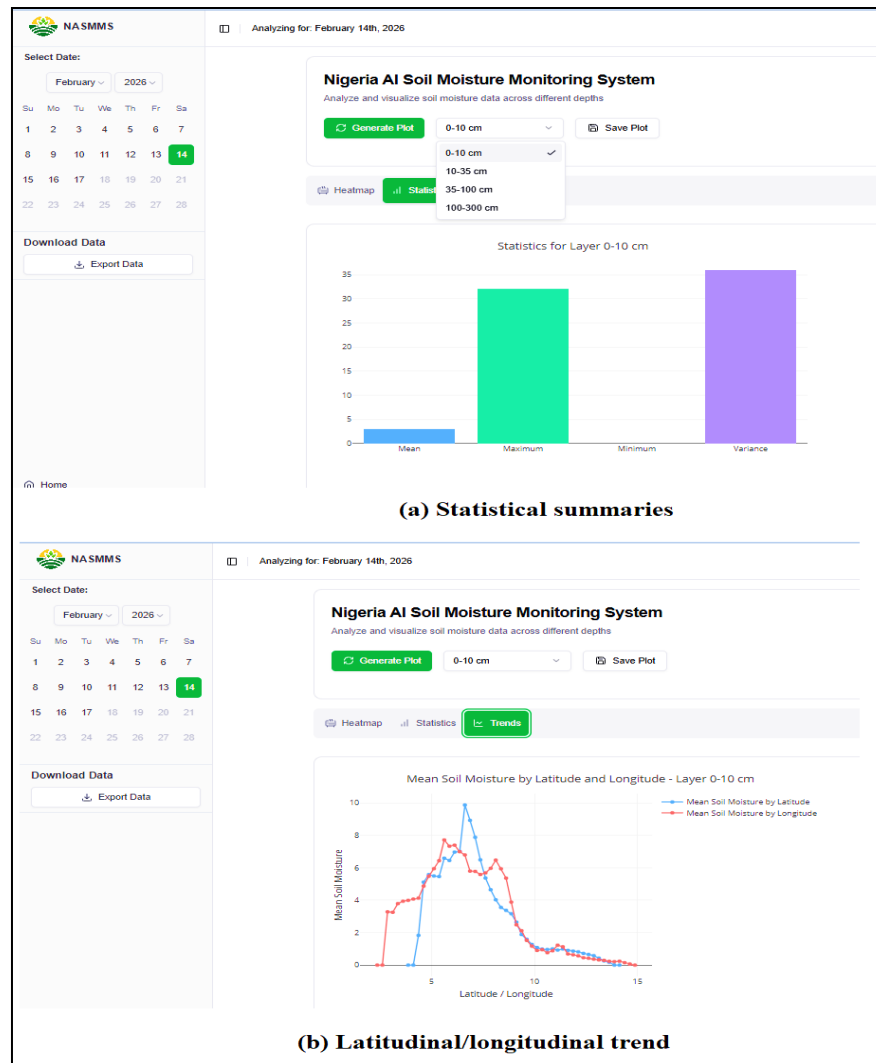 NASMMS
Analyzing for: February 14th, 2026
Select Date:
February 2026
Su Mo Tu We Th Fr Sa
1 2 3 4 5 6 7
8 9 10 11 12 13 14
15 16 17 18 19 20 21
22 23 24 25 26 27 28
Download Data
Export Data
Home
Nigeria AI Soil Moisture Monitoring System
Analyze and visualize soil moisture data across different depths
Generate Plot 0-10 cm Save Plot
0-10 cm
10-35 cm
35-100 cm
100-300 cm
Heatmap Statist
Statistics for Layer 0-10 cm
35
30
25
20
15
10
5
0
Mean Maximum Minimum Variance
(a) Statistical summaries
NASMMS
Analyzing for: February 14th, 2026
Select Date:
February 2026
Su Mo Tu We Th Fr Sa
1 2 3 4 5 6 7
8 9 10 11 12 13 14
15 16 17 18 19 20 21
22 23 24 25 26 27 28
Download Data
Export Data
Nigeria AI Soil Moisture Monitoring System
Analyze and visualize soil moisture data across different depths
Generate Plot 0-10 cm Save Plot
Heatmap Statistics Trends
Mean Soil Moisture by Latitude and Longitude - Layer 0-10 cm
Mean Soil Moisture by Latitude
Mean Soil Moisture by Longitude
Mean Soil Moisture
10
8
6
4
2
0
5 10 15
Latitude / Longitude
(b) Latitudinal/longitudinal trend